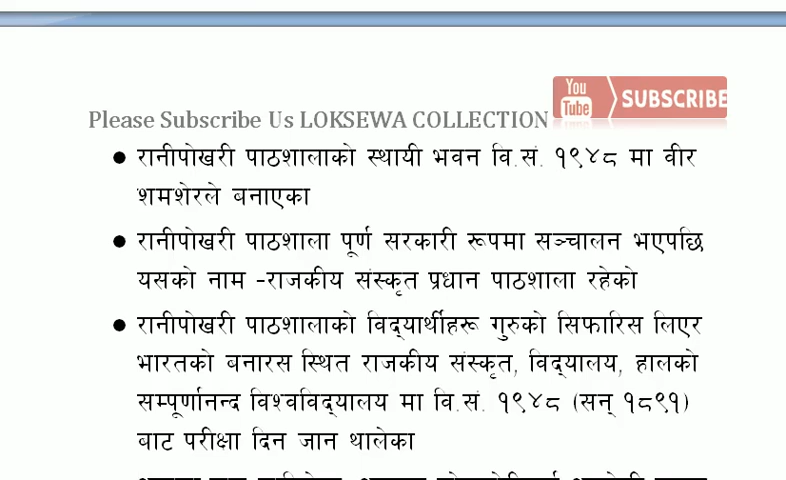 You Tube SUBSCRIBE
Please Subscribe Us LOKSEWA COLLECTION
● रानीपोखरी पाठशालाको स्थायी भवन वि.सं. १९४८ मा वीर
शमशेरले बनाएका
● रानीपोखरी पाठशाला पूर्ण सरकारी रूपमा सञ्चालन भएपछि
यसको नाम -राजकीय संस्कृत प्रधान पाठशाला रहेको
● रानीपोखरी पाठशालाको विद्यार्थीहरू गुरुको सिफारिस लिएर
भारतको बनारस स्थित राजकीय संस्कृत, विद्यालय, हालको
सम्पूर्णानन्द विश्वविद्यालय मा वि.सं. १९४८ (सन् १८९१)
बाट परीक्षा दिन जान थालेका